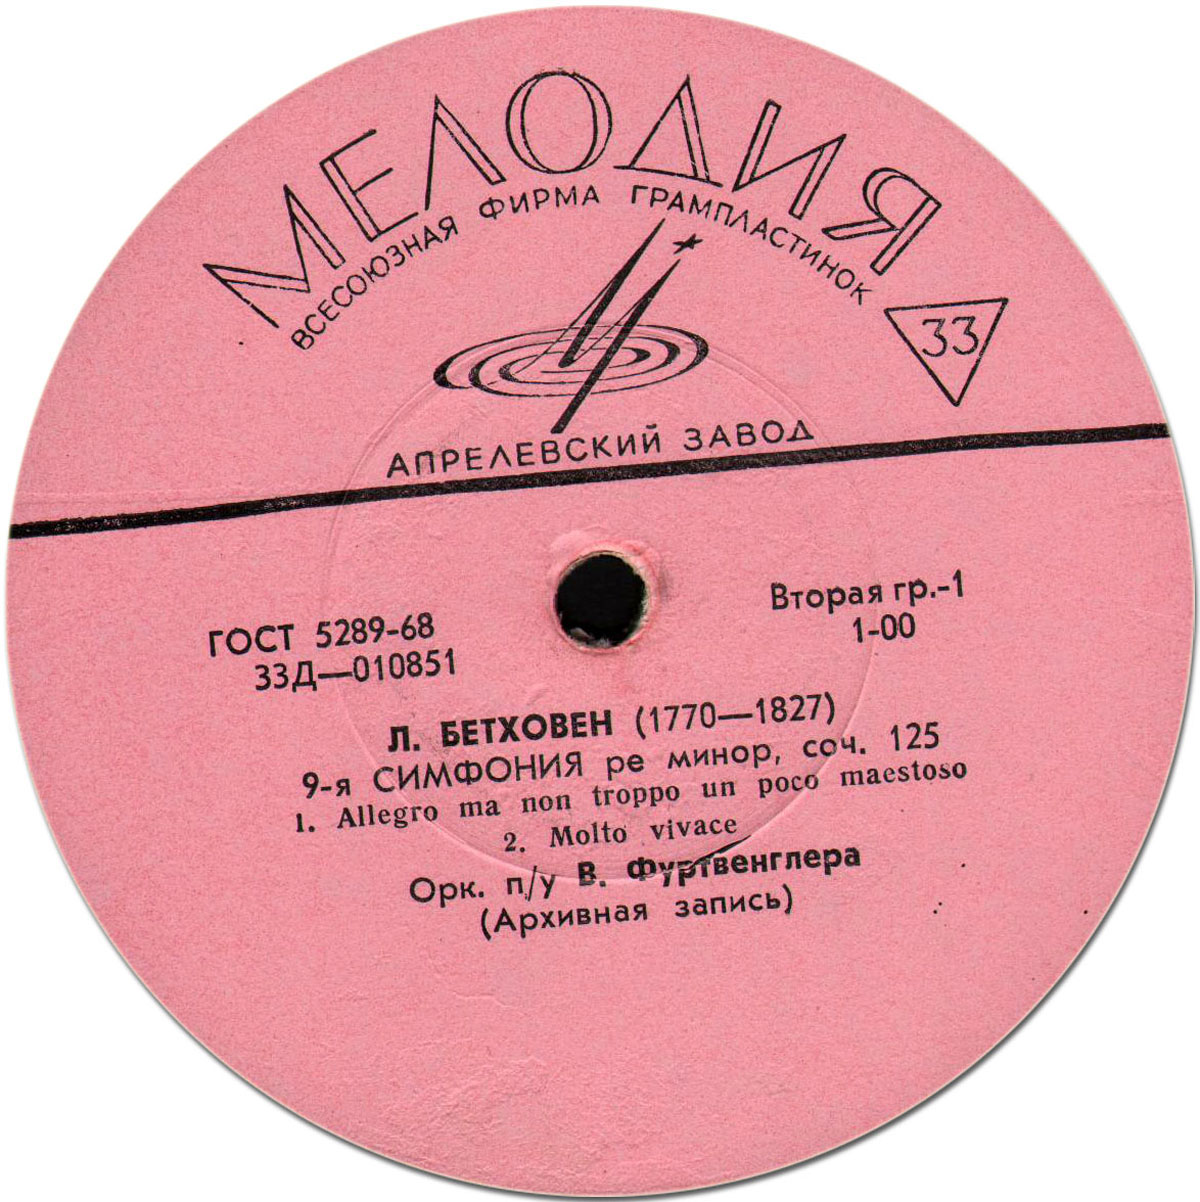 МЕЛОДИЯ
ВСЕСОЮЗНАЯ ФИРМА ГРАМПЛАСТИНОК
33
АПРЕЛЕВСКИЙ ЗАВОД
ГОСТ 5289-68
33Д—010851
Вторая гр.-1
1-00
Л. БЕТХОВЕН (1770—1827)
9-я СИМФОНИЯ ре минор, соч. 125
1. Allegro ma non troppo un poco maestoso
2. Molto vivace
Орк. п/у В. Фуртвенглера
(Архивная запись)